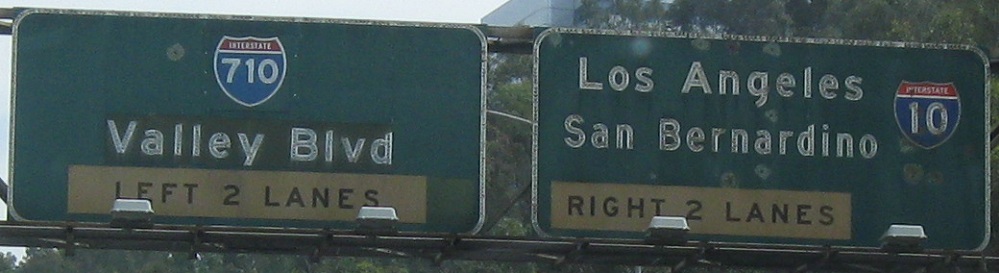 INTERSTATE
710
Valley Blvd
LEFT 2 LANES
Los Angeles
San Bernardino
INTERSTATE
10
RIGHT 2 LANES